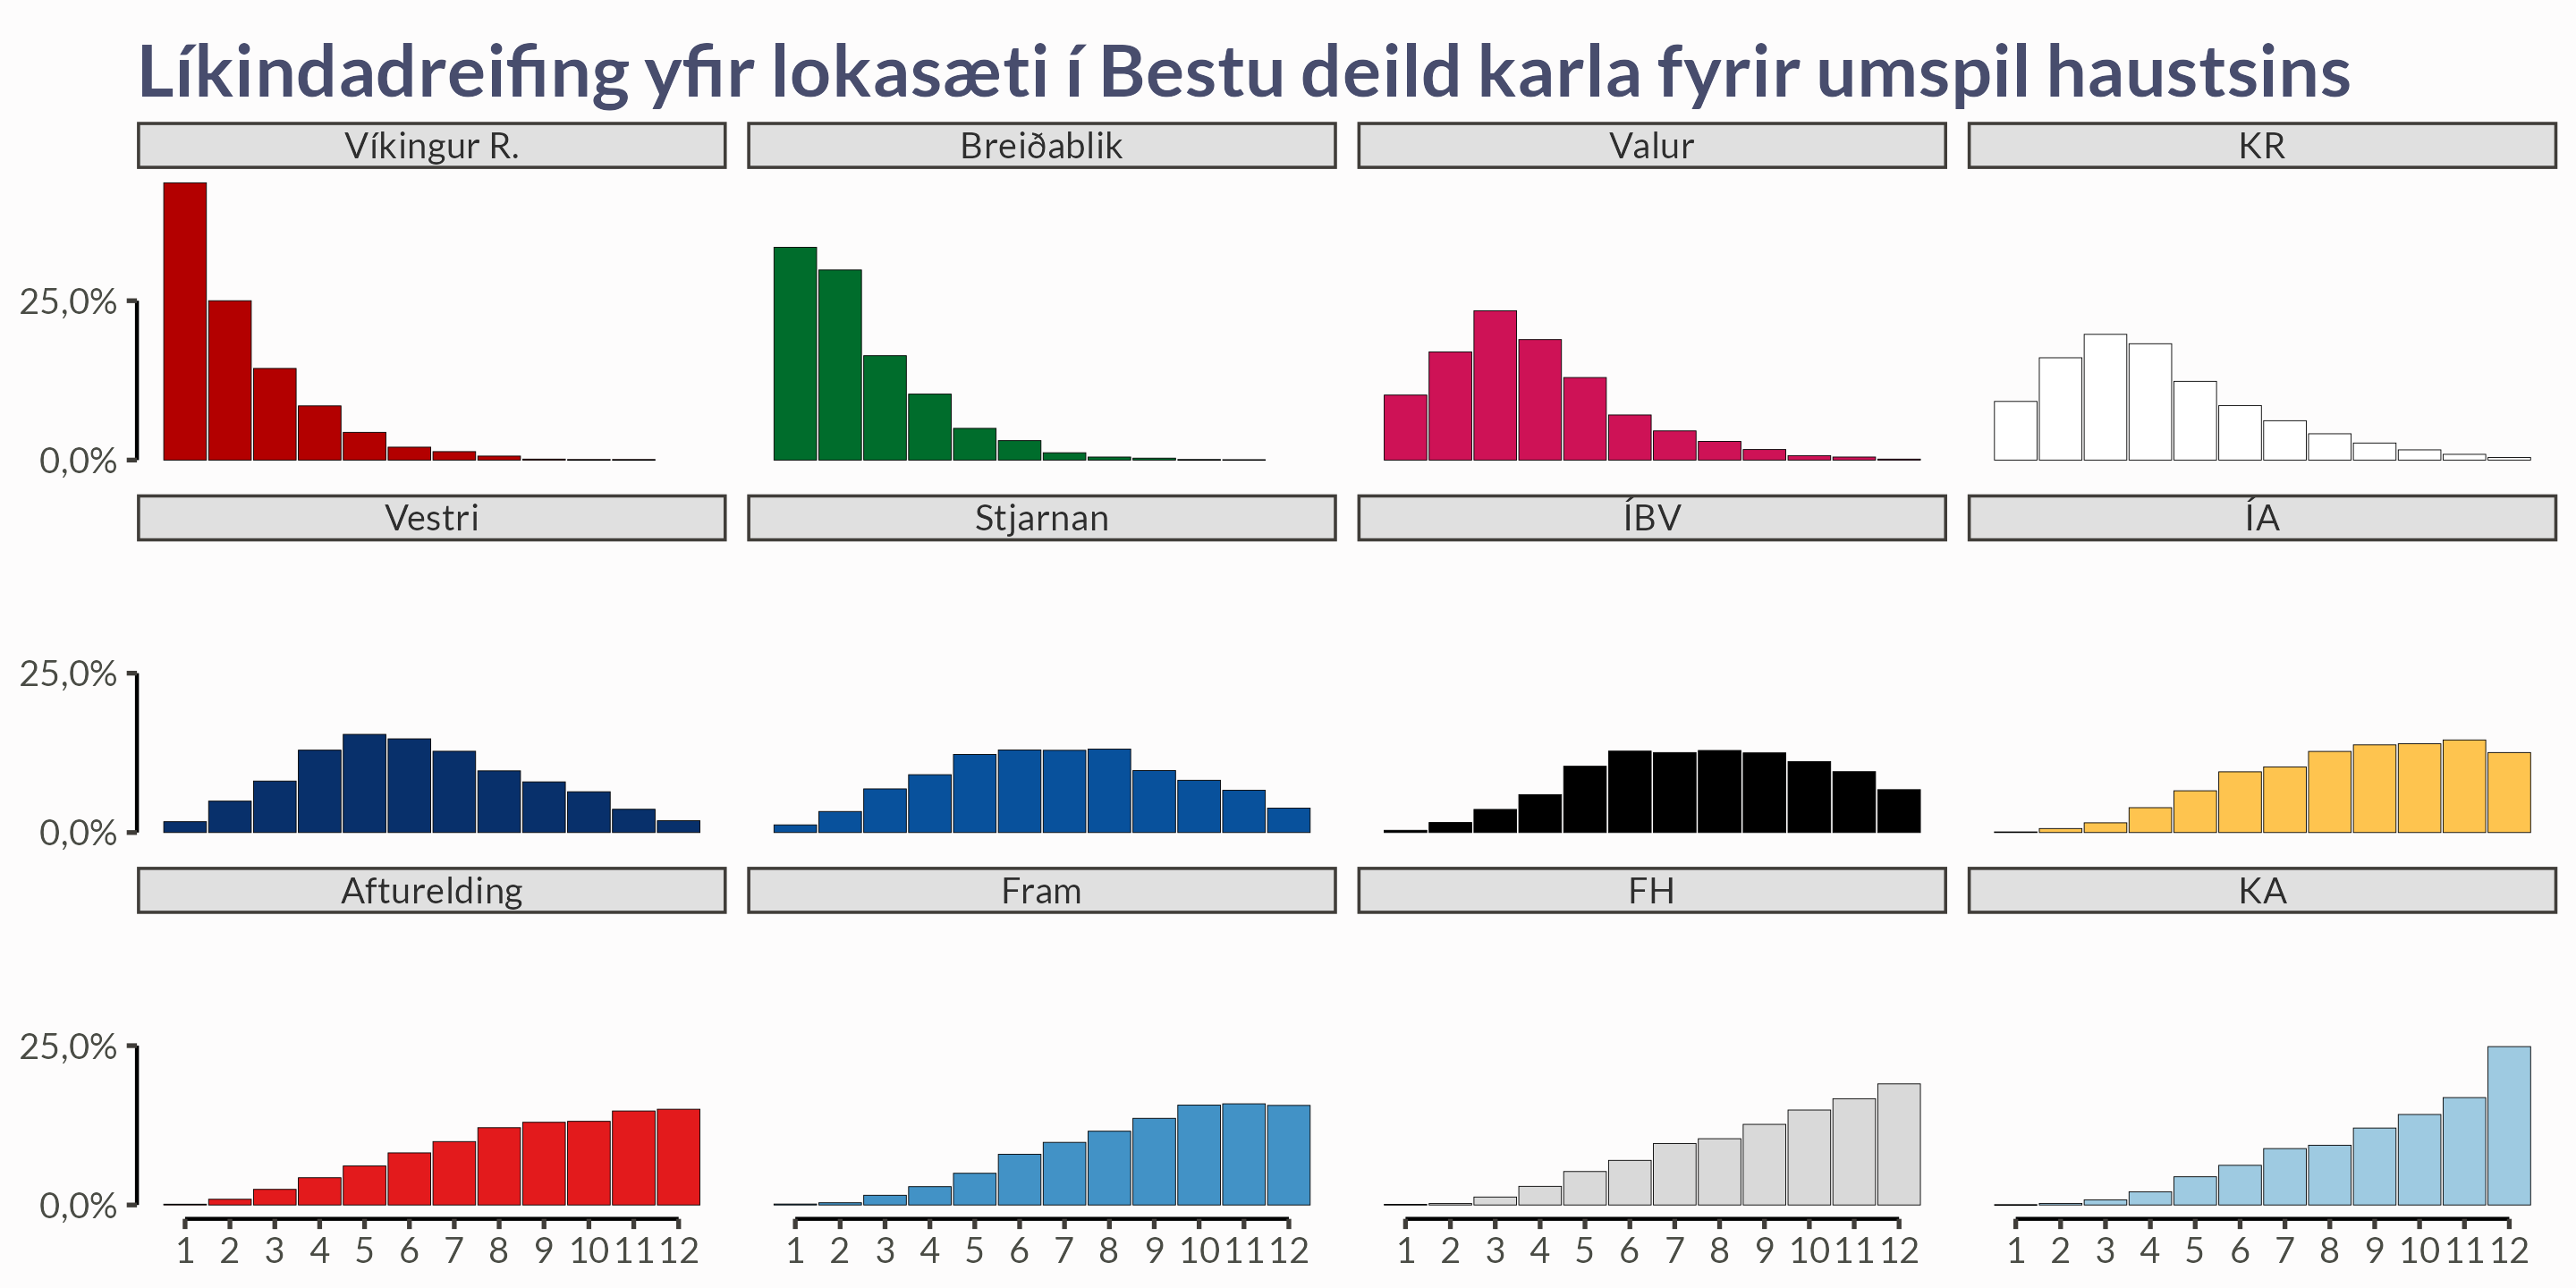 Líkindadreifing yfir lokasæti í Bestu deild karla fyrir umspil haustsins
Víkingur R. Breiðablik Valur KR
25,0%
0,0%
Vestri Stjarnan ÍBV ÍA
25,0%
0,0%
Afturelding Fram FH KA
25,0%
0,0%
1 2 3 4 5 6 7 8 9 10 11 12 1 2 3 4 5 6 7 8 9 10 11 12 1 2 3 4 5 6 7 8 9 10 11 12 1 2 3 4 5 6 7 8 9 10 11 12